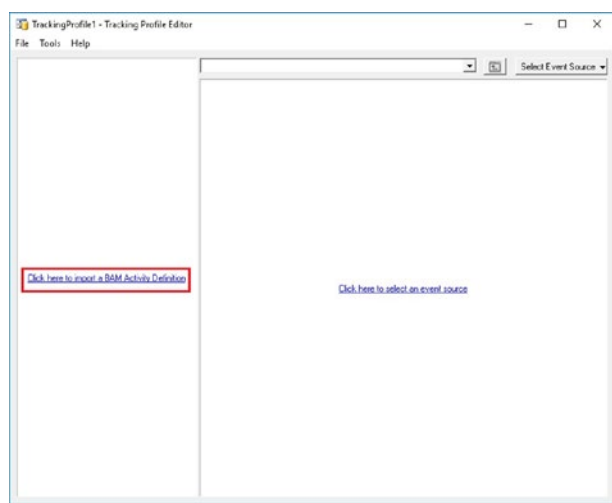 TrackingProfile1 - Tracking Profile Editor
File Tools Help
Select Event Source
Click here to import a BAM Activity Definition
Click here to select an event source